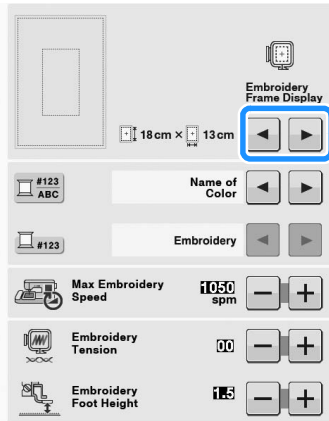 Embroidery
Frame Display
18cm × 13cm
#123
ABC
Name of
Color
#123
Embroidery
Max Embroidery
Speed
1050
spm
Embroidery
Tension
00
Embroidery
Foot Height
1.5